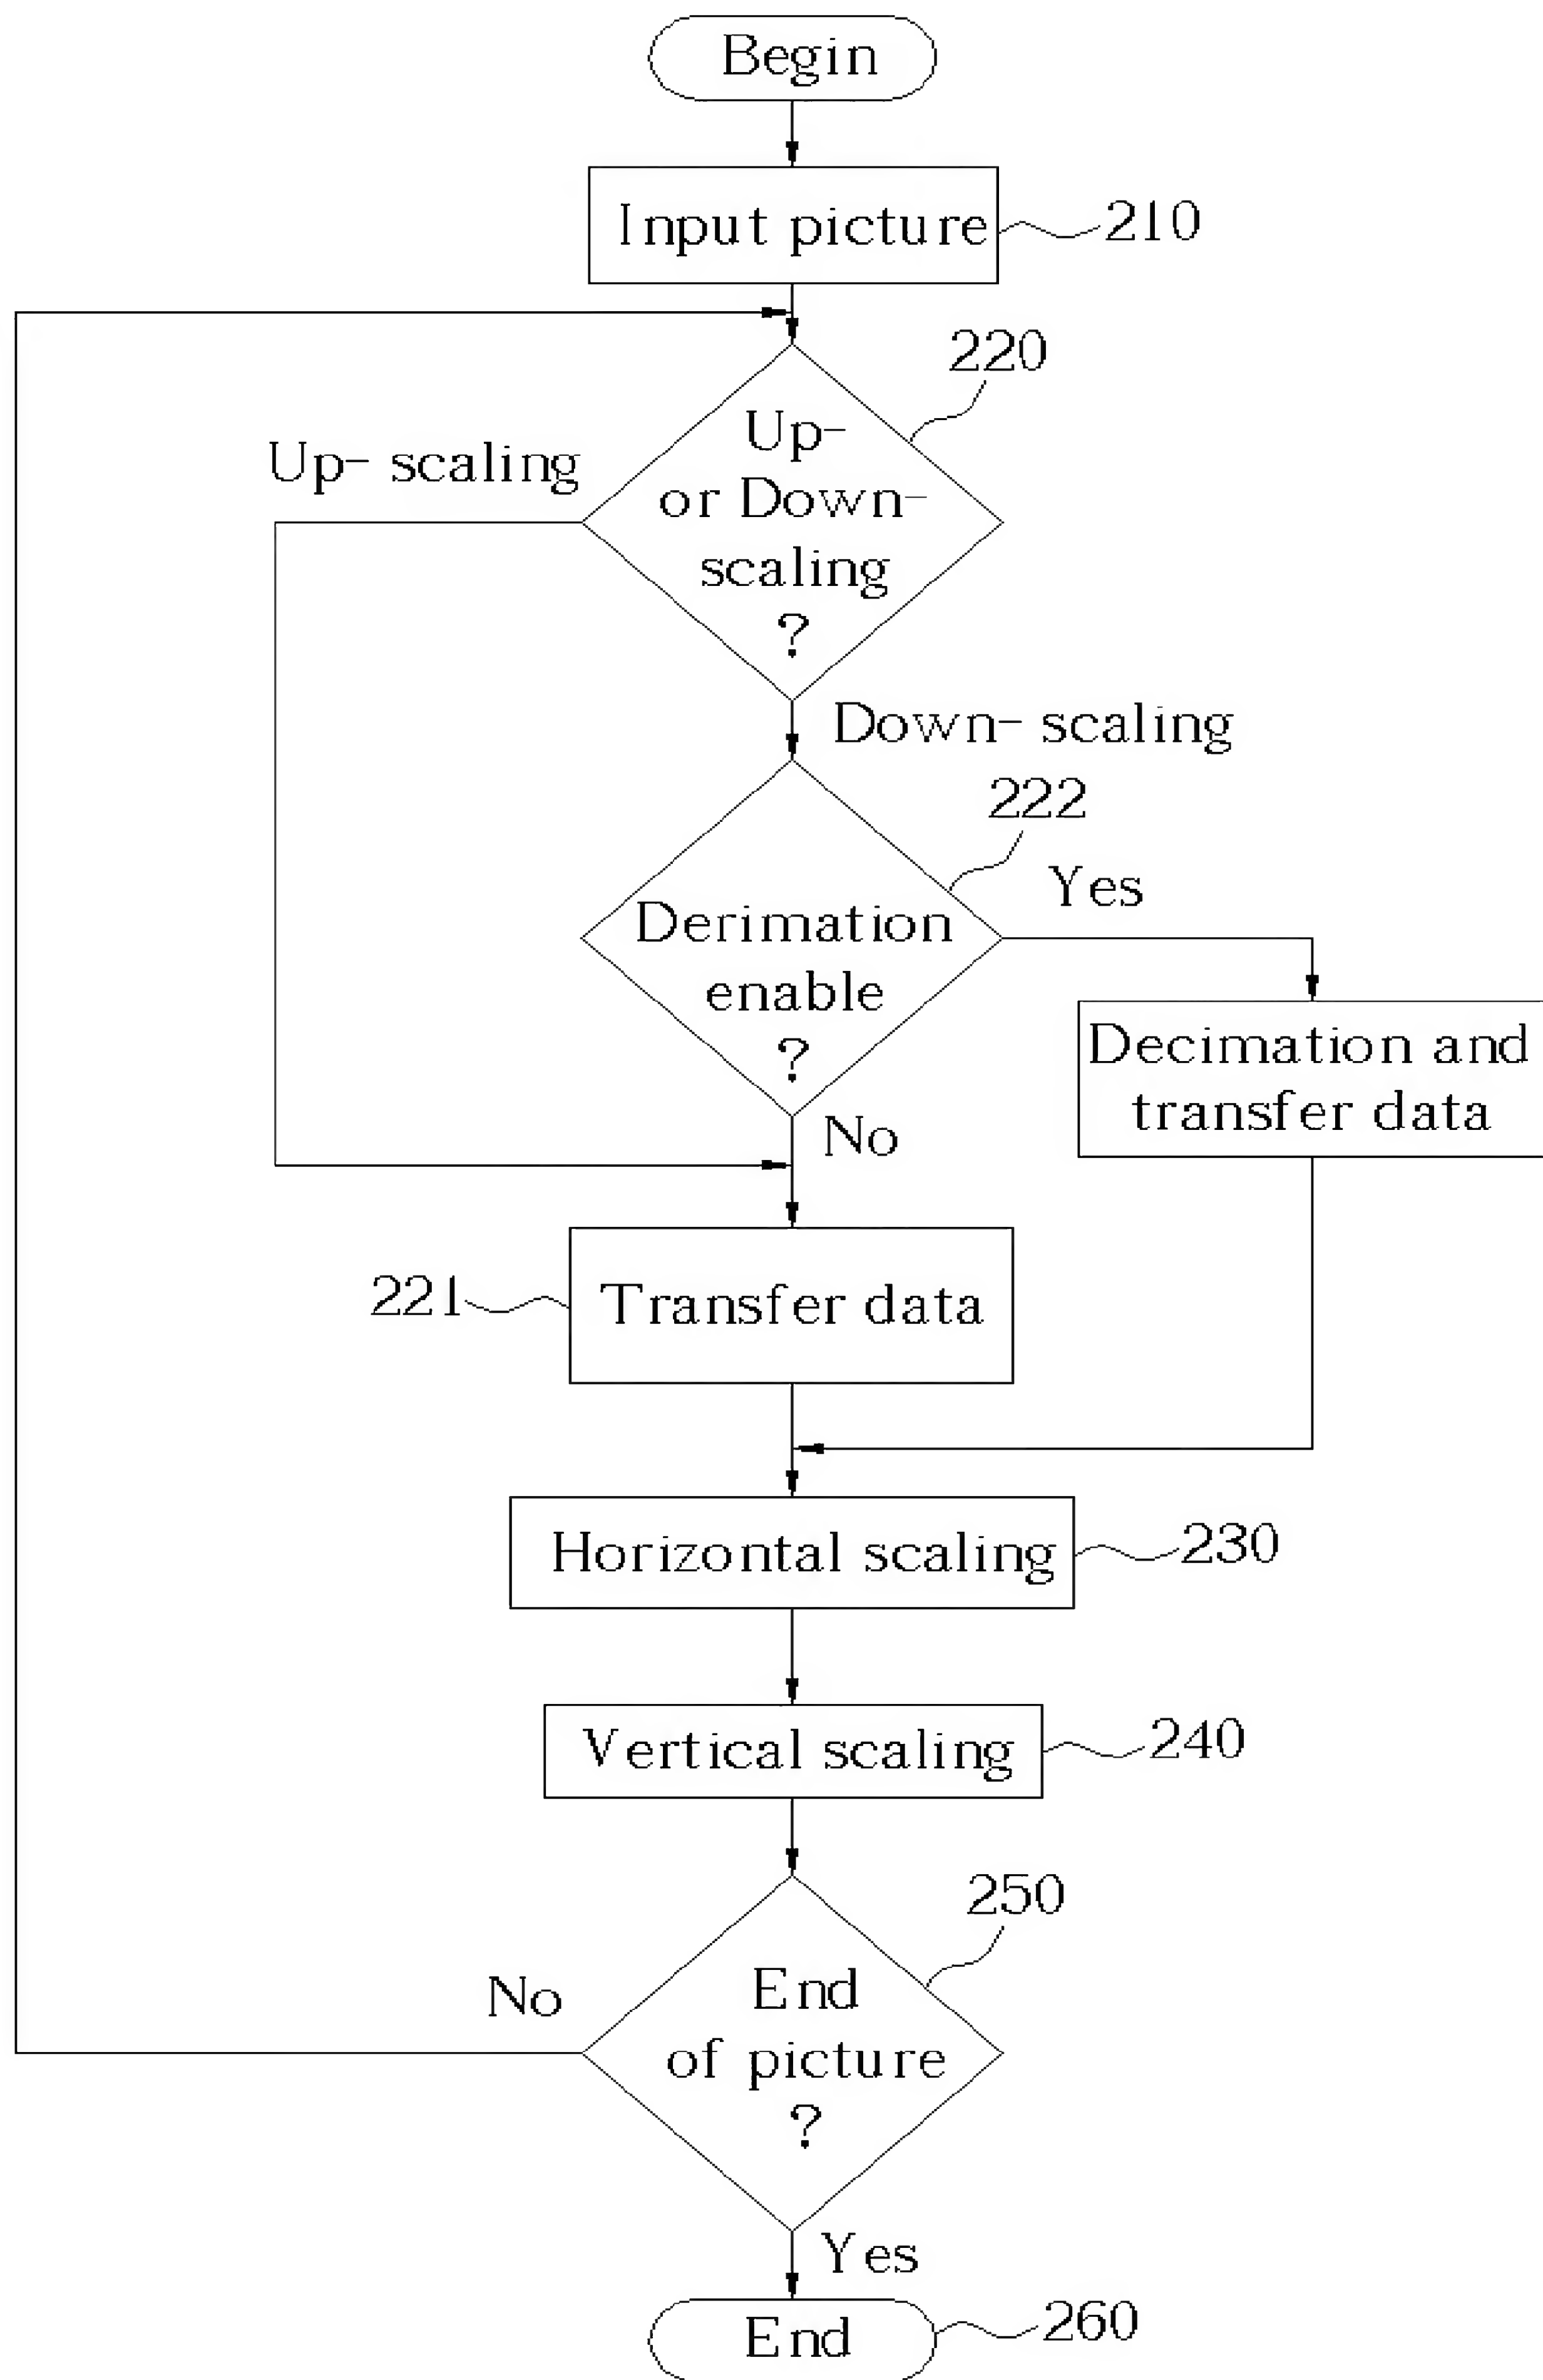 Begin
Input picture
210
220
Up-
or Down-
scaling
?
Up- scaling
Down- scaling
222
Yes
Derimation
enable
?
Decimation and
transfer data
No
221
Transfer data
Horizontal scaling
230
Vertical scaling
240
250
No
End
of picture
?
Yes
End
260